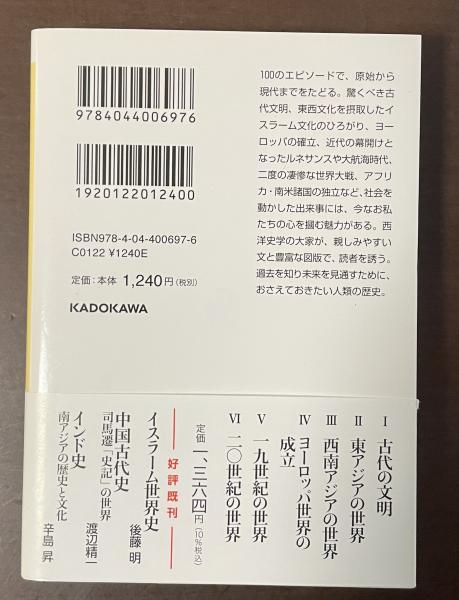 9784044006976
1920122012400
ISBN978-4-04-400697-6
C0122 ¥1240E
定価:本体1,240円(税別)
KADOKAWA
100のエピソードで、原始から
現代までをたどる。驚くべき古
代文明、東西文化を摂取したイ
スラーム文化のひろがり、ヨー
ロッパの確立、近代の幕開けと
なったルネサンスや大航海時代、
二度の凄惨な世界大戦、アフリ
カ・南米諸国の独立など、社会を
動かした出来事には、今なお私
たちの心を摑む魅力がある。西
洋史学の大家が、親しみやすい
文と豊富な図版で、読者を誘う。
過去を知り未来を見通すために、
おさえておきたい人類の歴史。
Ⅰ 古代の文明
Ⅱ 東アジアの世界
Ⅲ 西南アジアの世界
Ⅳ ヨーロッパ世界の
成立
Ⅴ 一九世紀の世界
Ⅵ 二〇世紀の世界
定価 一、三六四円(10%税込)
好評既刊
イスラーム世界史 後藤 明
中国古代史
司馬遷「史記」の世界 渡辺精一
インド史
南アジアの歴史と文化 辛島 昇